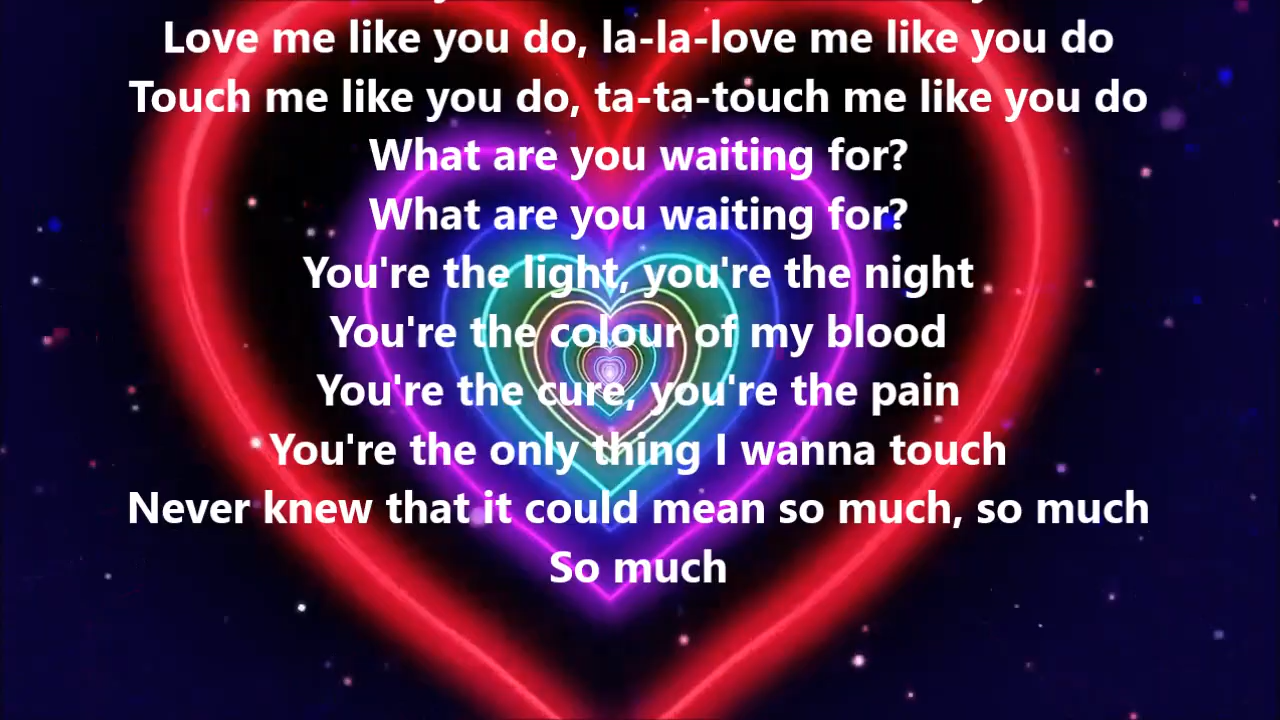 Love me like you do, la-la-love me like you do
Touch me like you do, ta-ta-touch me like you do
What are you waiting for?
What are you waiting for?
You're the light, you're the night
You're the colour of my blood
You're the cure, you're the pain
You're the only thing I wanna touch
Never knew that it could mean so much, so much
So much